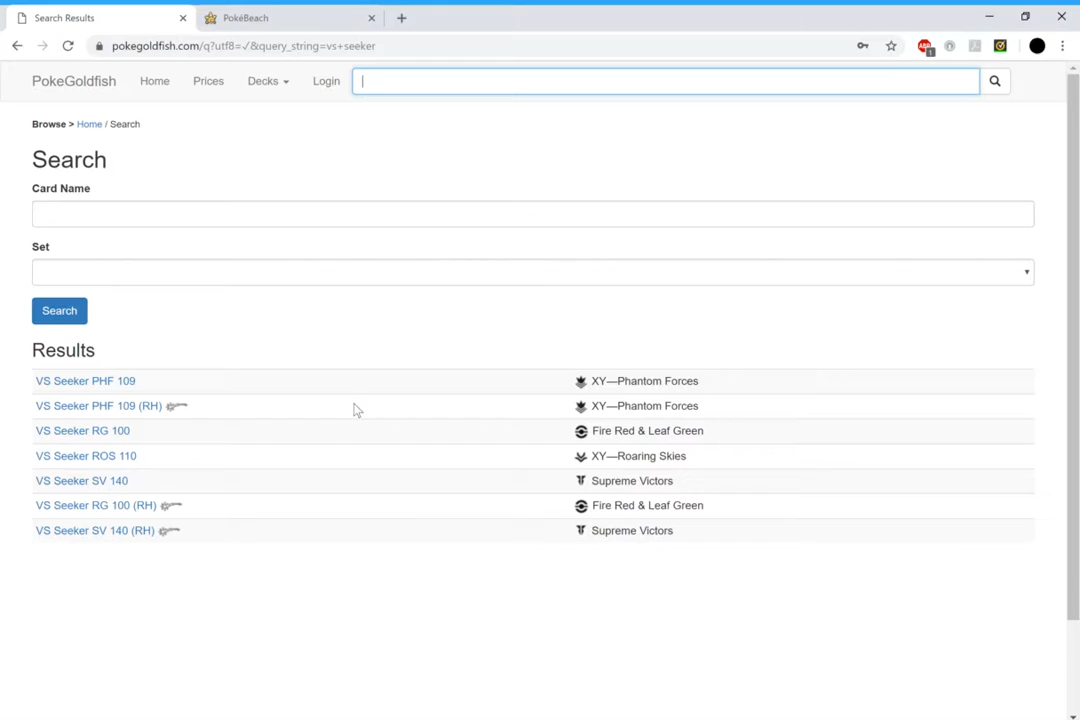 Search Results
PokéBeach
pokegoldfish.com/q?utf8=✓&query_string=vs+seeker
ABP
1
PokeGoldfish Home Prices Decks Login
Browse > Home / Search
Search
Card Name
Set
Search
Results
VS Seeker PHF 109 XY—Phantom Forces
VS Seeker PHF 109 (RH) XY—Phantom Forces
VS Seeker RG 100 Fire Red & Leaf Green
VS Seeker ROS 110 XY—Roaring Skies
VS Seeker SV 140 Supreme Victors
VS Seeker RG 100 (RH) Fire Red & Leaf Green
VS Seeker SV 140 (RH) Supreme Victors